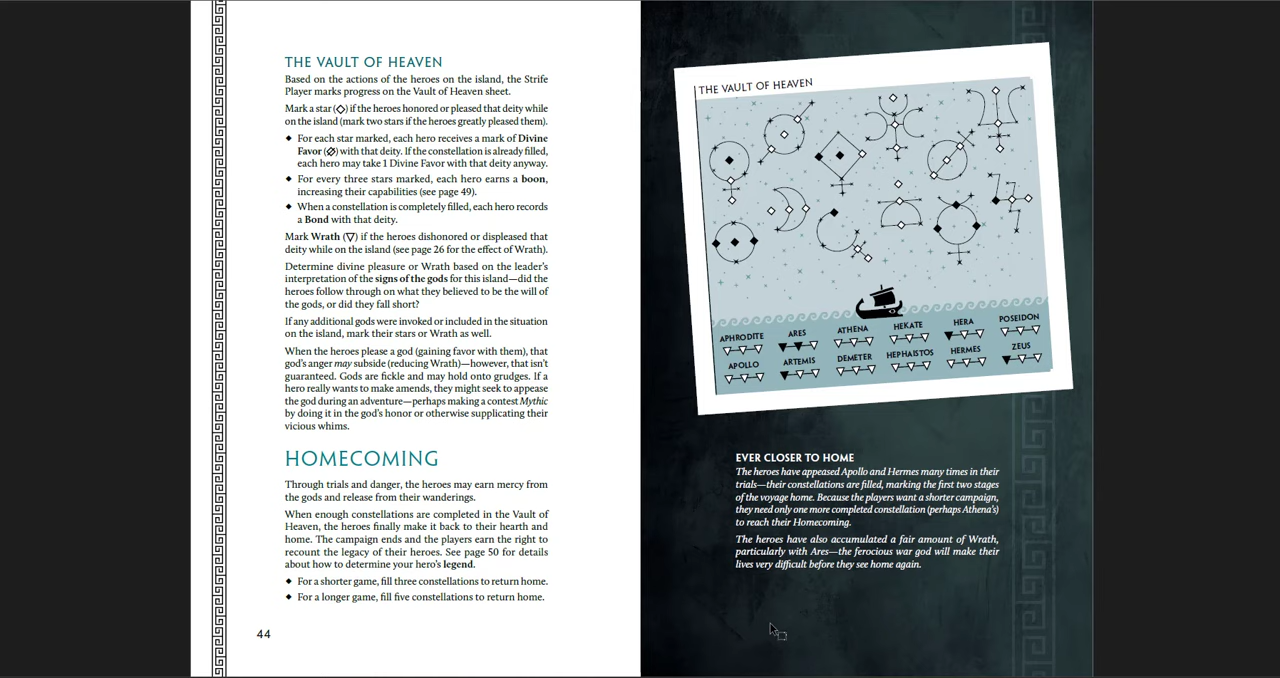 THE VAULT OF HEAVEN
Based on the actions of the heroes on the island, the Strife
Player marks progress on the Vault of Heaven sheet.
Mark a star (◇) if the heroes honored or pleased that deity while
on the island (mark two stars if the heroes greatly pleased them).
◆ For each star marked, each hero receives a mark of Divine
Favor (◇) with that deity. If the constellation is already filled,
each hero may take 1 Divine Favor with that deity anyway.
◆ For every three stars marked, each hero earns a boon,
increasing their capabilities (see page 49).
◆ When a constellation is completely filled, each hero records
a Bond with that deity.
Mark Wrath (▽) if the heroes dishonored or displeased that
deity while on the island (see page 26 for the effect of Wrath).
Determine divine pleasure or Wrath based on the leader's
interpretation of the signs of the gods for this island—did the
heroes follow through on what they believed to be the will of
the gods, or did they fall short?
If any additional gods were invoked or included in the situation
on the island, mark their stars or Wrath as well.
When the heroes please a god (gaining favor with them), that
god's anger may subside (reducing Wrath)—however, that isn't
guaranteed. Gods are fickle and may hold onto grudges. If a
hero really wants to make amends, they might seek to appease
the god during an adventure—perhaps making a contest Mythic
by doing it in the god's honor or otherwise supplicating their
vicious whims.
HOMECOMING
Through trials and danger, the heroes may earn mercy from
the gods and release from their wanderings.
When enough constellations are completed in the Vault of
Heaven, the heroes finally make it back to their hearth and
home. The campaign ends and the players earn the right to
recount the legacy of their heroes. See page 50 for details
about how to determine your hero's legend.
◆ For a shorter game, fill three constellations to return home.
◆ For a longer game, fill five constellations to return home.
44
THE VAULT OF HEAVEN
APHRODITE ARES ATHENA HEKATE HERA POSEIDON
APOLLO ARTEMIS DEMETER HEPHAISTOS HERMES ZEUS
EVER CLOSER TO HOME
The heroes have appeased Apollo and Hermes many times in their
trials—their constellations are filled, marking the first two stages
of the voyage home. Because the players want a shorter campaign,
they need only one more completed constellation (perhaps Athena's)
to reach their Homecoming.
The heroes have also accumulated a fair amount of Wrath,
particularly with Ares—the ferocious war god will make their
lives very difficult before they see home again.